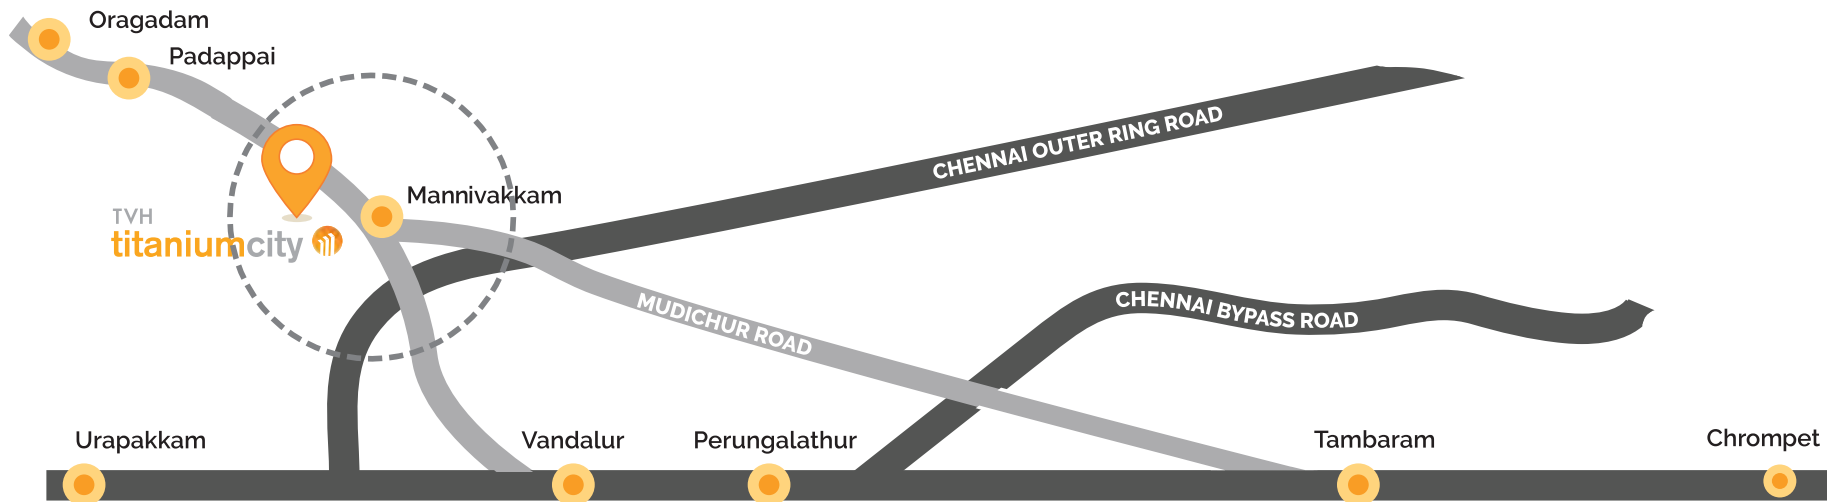 Oragadam
Padappai
CHENNAI OUTER RING ROAD
Mannivakkam
TVH
titaniumcity
MUDICHUR ROAD
CHENNAI BYPASS ROAD
Urapakkam
Vandalur
Perungalathur
Tambaram
Chrompet